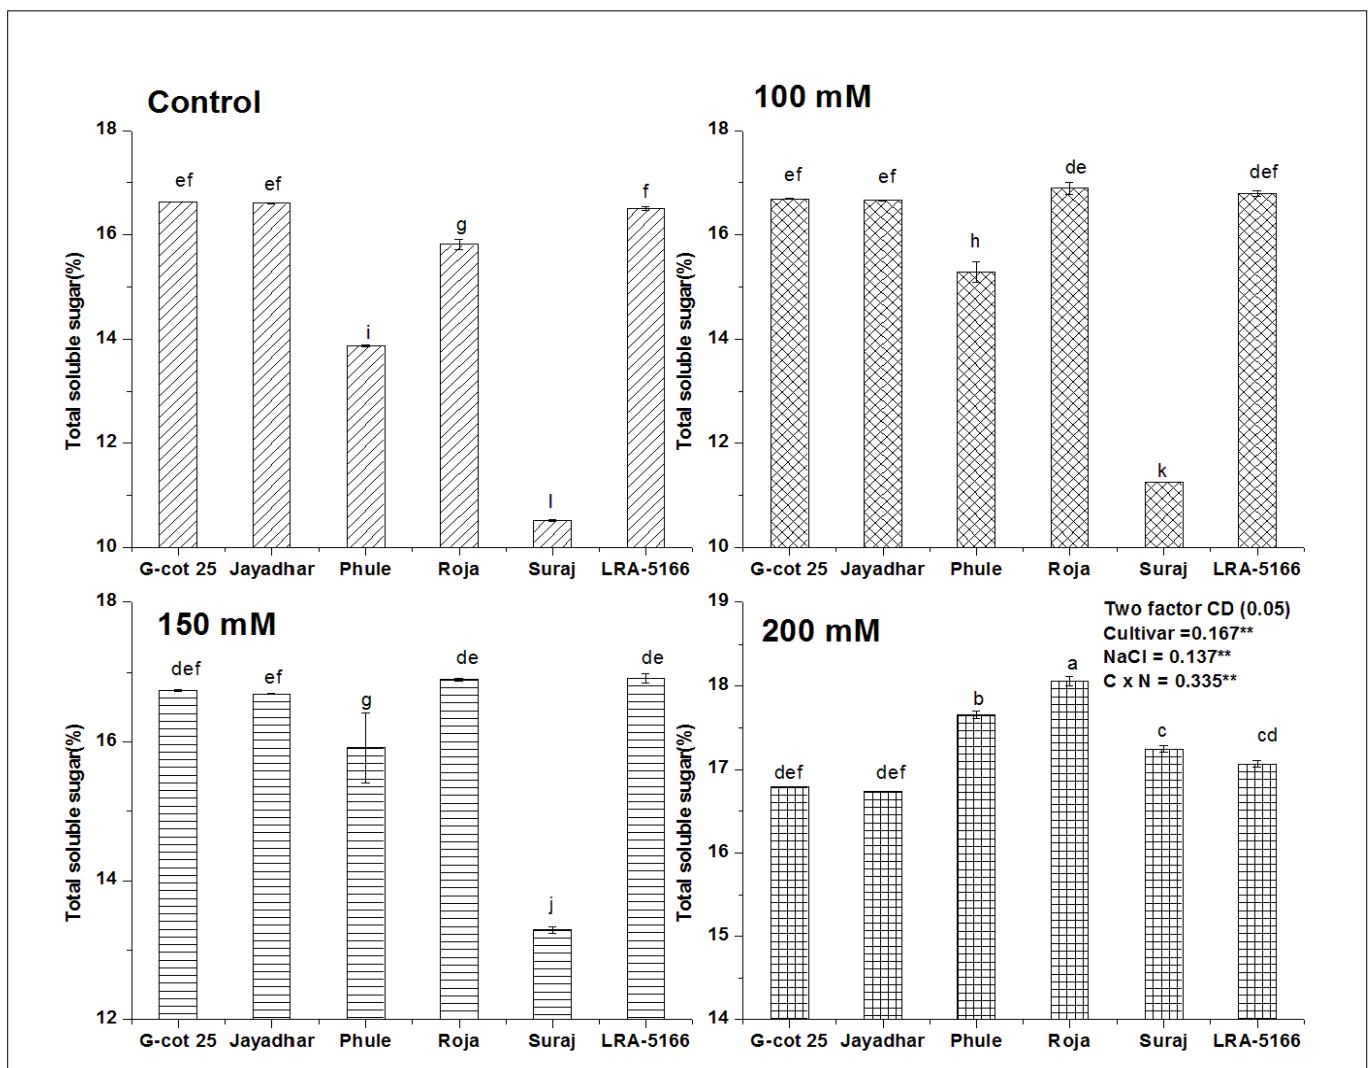 Control
Total soluble sugar(%)
18
16
14
12
10
ef
ef
i
g
l
f
G-cot 25 Jayadhar Phule Roja Suraj LRA-5166
100 mM
Total soluble sugar(%)
18
16
14
12
10
ef
ef
h
de
k
def
G-cot 25 Jayadhar Phule Roja Suraj LRA-5166
150 mM
Total soluble sugar(%)
18
16
14
12
def
ef
g
de
j
de
G-cot 25 Jayadhar Phule Roja Suraj LRA-5166
200 mM
Two factor CD (0.05)
Cultivar =0.167**
NaCl = 0.137**
C x N = 0.335**
Total soluble sugar(%)
19
18
17
16
15
14
def
def
b
a
c
cd
G-cot 25 Jayadhar Phule Roja Suraj LRA-5166